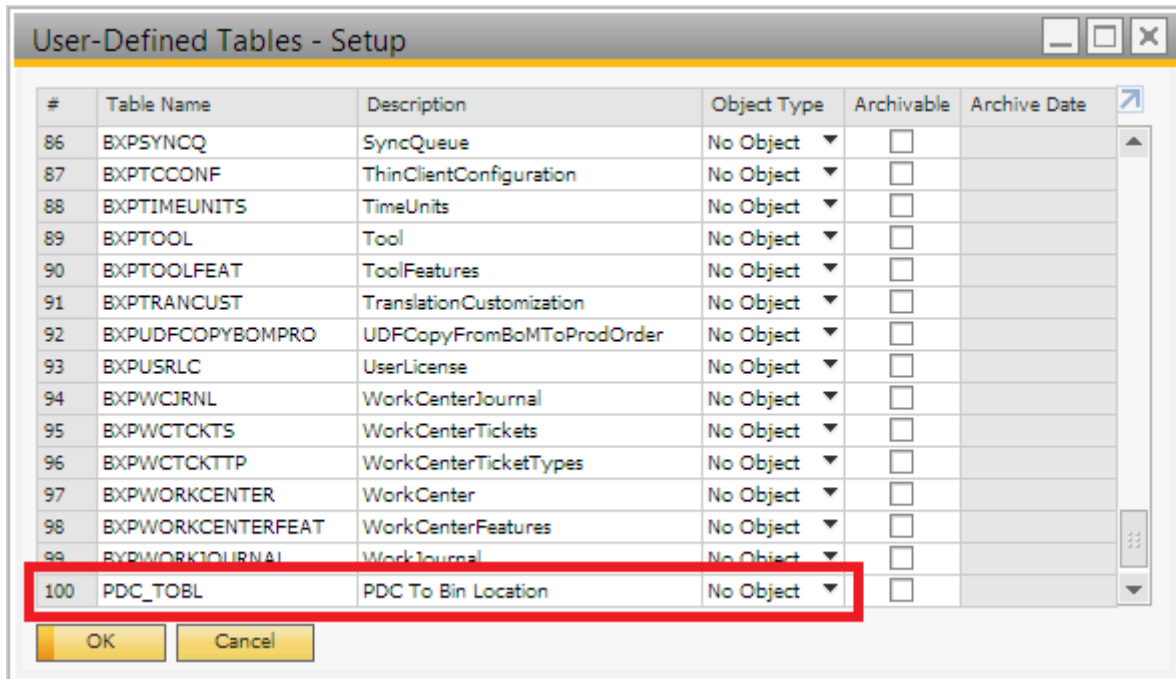 User-Defined Tables - Setup
# Table Name Description Object Type Archivable Archive Date
86 BXPSYNCQ SyncQueue No Object
87 BXPTCCONF ThinClientConfiguration No Object
88 BXPTIMEUNITS TimeUnits No Object
89 BXPTOOL Tool No Object
90 BXPTOOLFEAT ToolFeatures No Object
91 BXPTRANCUST TranslationCustomization No Object
92 BXPUDFCOPYBOMPRO UDFCopyFromBoMToProdOrder No Object
93 BXPUSRLC UserLicense No Object
94 BXPWCJRNL WorkCenterJournal No Object
95 BXPWCTCKTS WorkCenterTickets No Object
96 BXPWCTCKTTP WorkCenterTicketTypes No Object
97 BXPWORKCENTER WorkCenter No Object
98 BXPWORKCENTERFEAT WorkCenterFeatures No Object
99 BXPWORKJOURNAL WorkJournal No Object
100 PDC_TOBL PDC To Bin Location No Object
OK Cancel